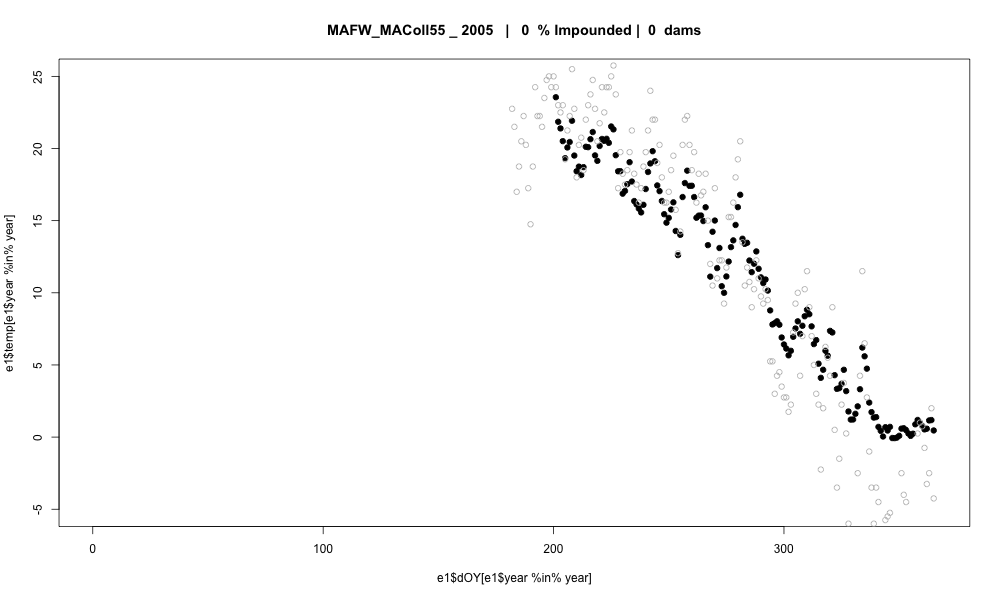 MAFW_MAColl55 _ 2005 | 0 % Impounded | 0 dams
25
20
15
10
5
0
-5
e1$temp[e1$year %in% year]
0 100 200 300
e1$dOY[e1$year %in% year]